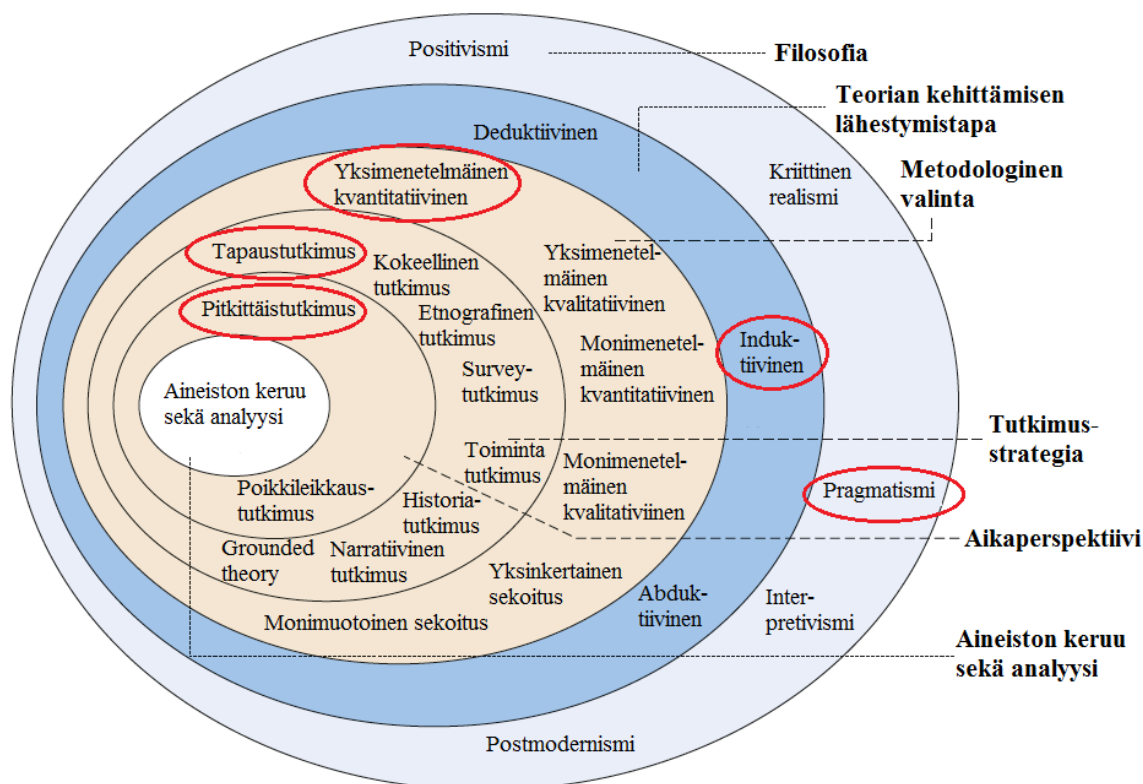 Positivismi
Filosofia
Teorian kehittämisen
lähestymistapa
Deduktiivinen
Yksimenetelmäinen
kvantitatiivinen
Kriittinen
realismi
Metodologinen
valinta
Tapaustutkimus
Kokeellinen
tutkimus
Yksimenetel-
mäinen
kvalitatiivinen
Pitkittäistutkimus
Etnografinen
tutkimus
Monimenetel-
mäinen
kvantitatiivinen
Induk-
tiivinen
Survey-
tutkimus
Aineiston keruu
sekä analyysi
Tutkimus-
strategia
Toiminta
tutkimus
Monimenetel-
mäinen
kvalitatviinen
Pragmatismi
Poikkileikkaus-
tutkimus
Historia-
tutkimus
Aikaperspektiivi
Grounded
theory
Narratiivinen
tutkimus
Yksinkertainen
sekoitus
Abduk-
tiivinen
Inter-
pretivismi
Monimuotoinen sekoitus
Aineiston keruu
sekä analyysi
Postmodernismi